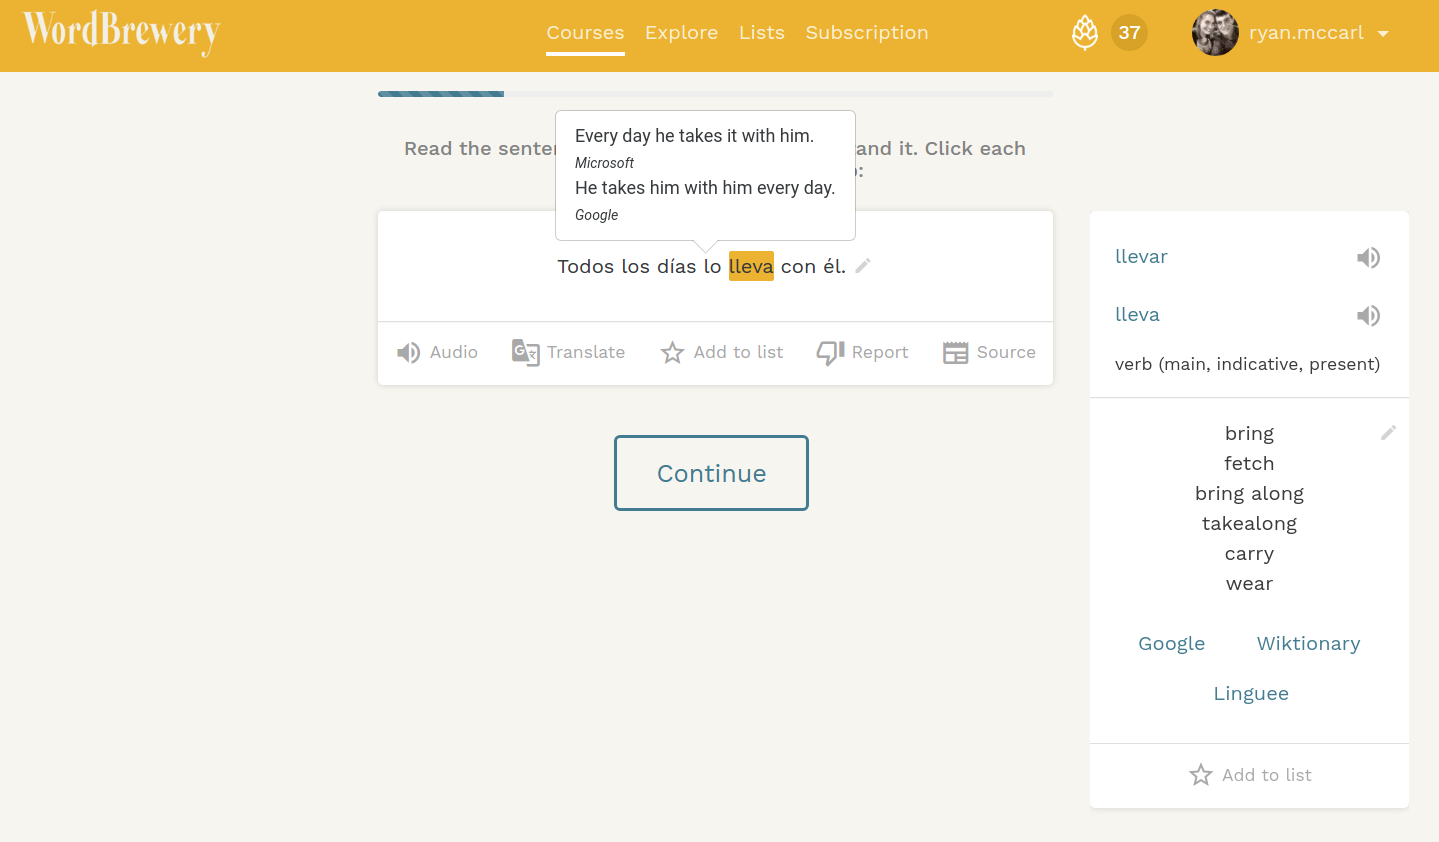 WordBrewery
Courses Explore Lists Subscription
37
ryan.mccarl
Every day he takes it with him.
Microsoft
He takes him with him every day.
Google
Read the and it. Click each
Todos los días lo lleva con él.
Audio Translate Add to list Report Source
Continue
llevar
lleva
verb (main, indicative, present)
bring
fetch
bring along
takealong
carry
wear
Google Wiktionary
Linguee
Add to list